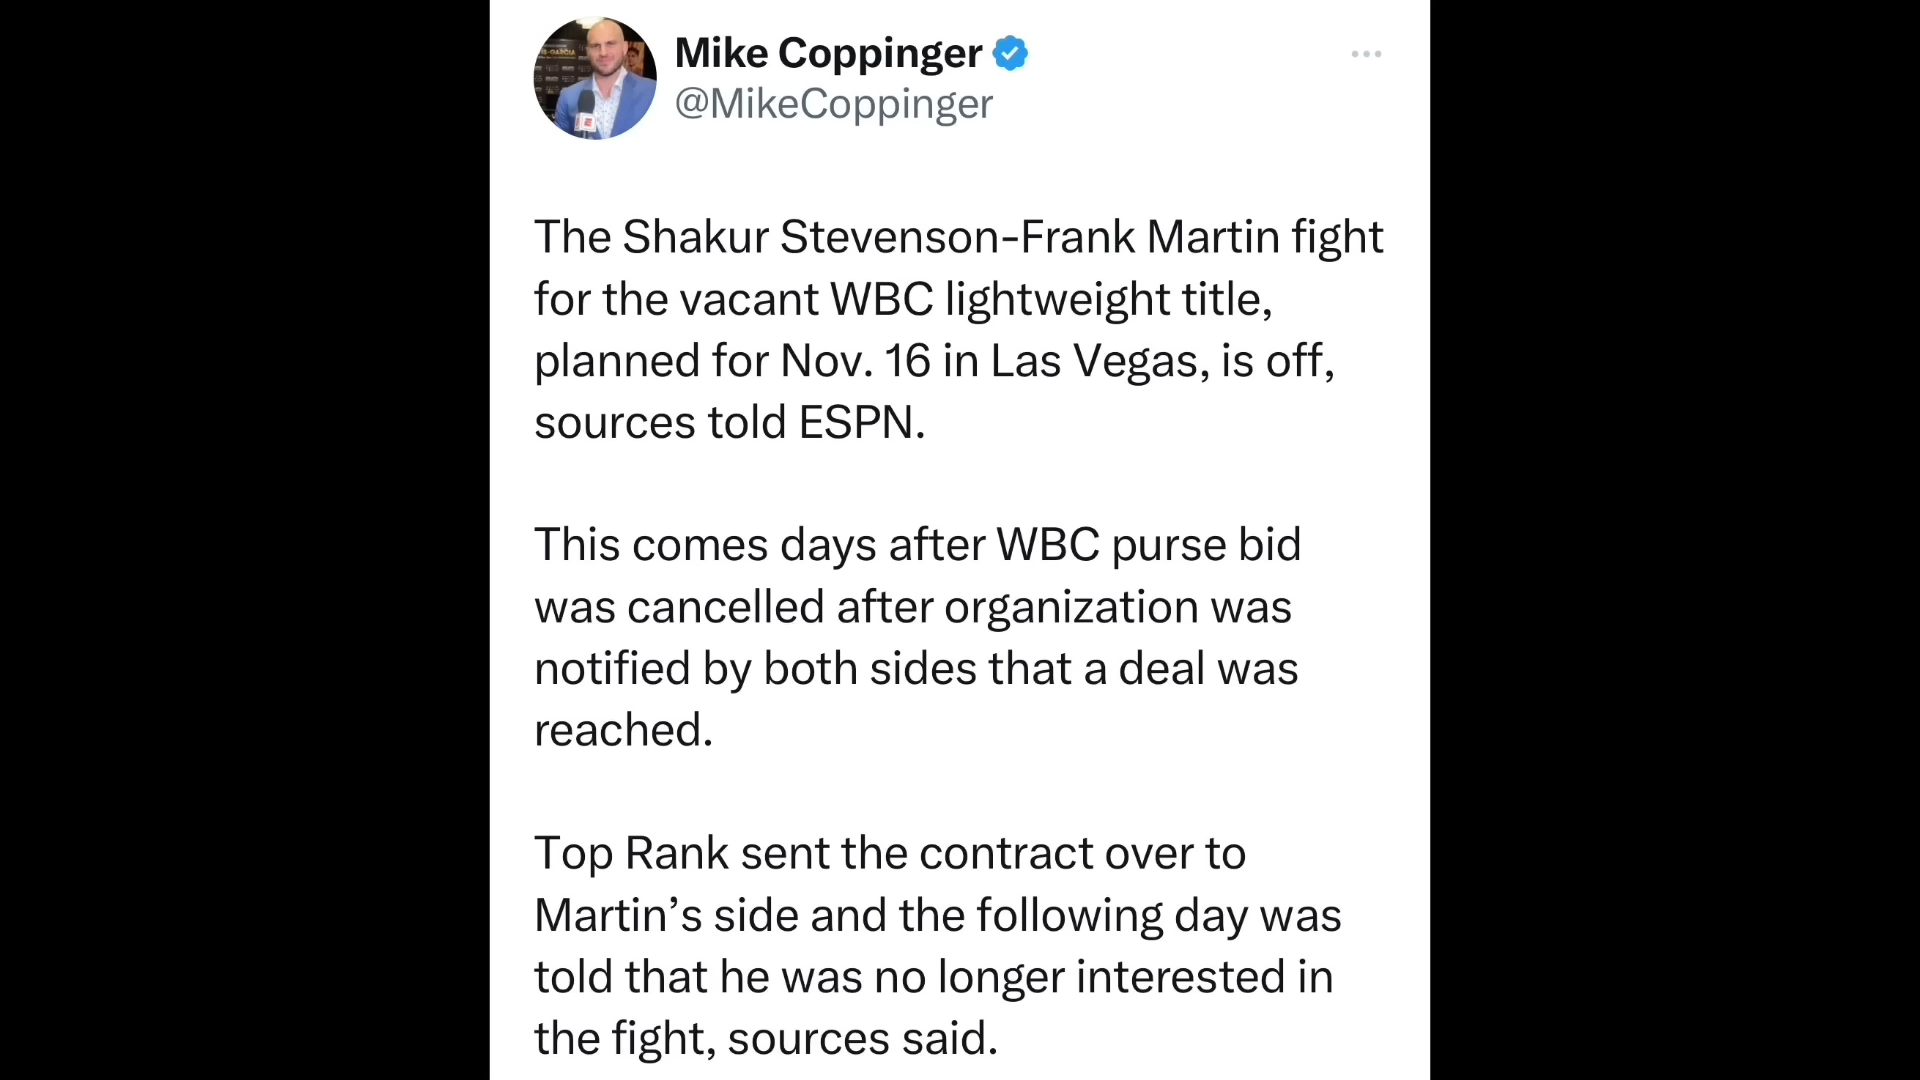 Mike Coppinger
@MikeCoppinger
The Shakur Stevenson-Frank Martin fight
for the vacant WBC lightweight title,
planned for Nov. 16 in Las Vegas, is off,
sources told ESPN.
This comes days after WBC purse bid
was cancelled after organization was
notified by both sides that a deal was
reached.
Top Rank sent the contract over to
Martin’s side and the following day was
told that he was no longer interested in
the fight, sources said.